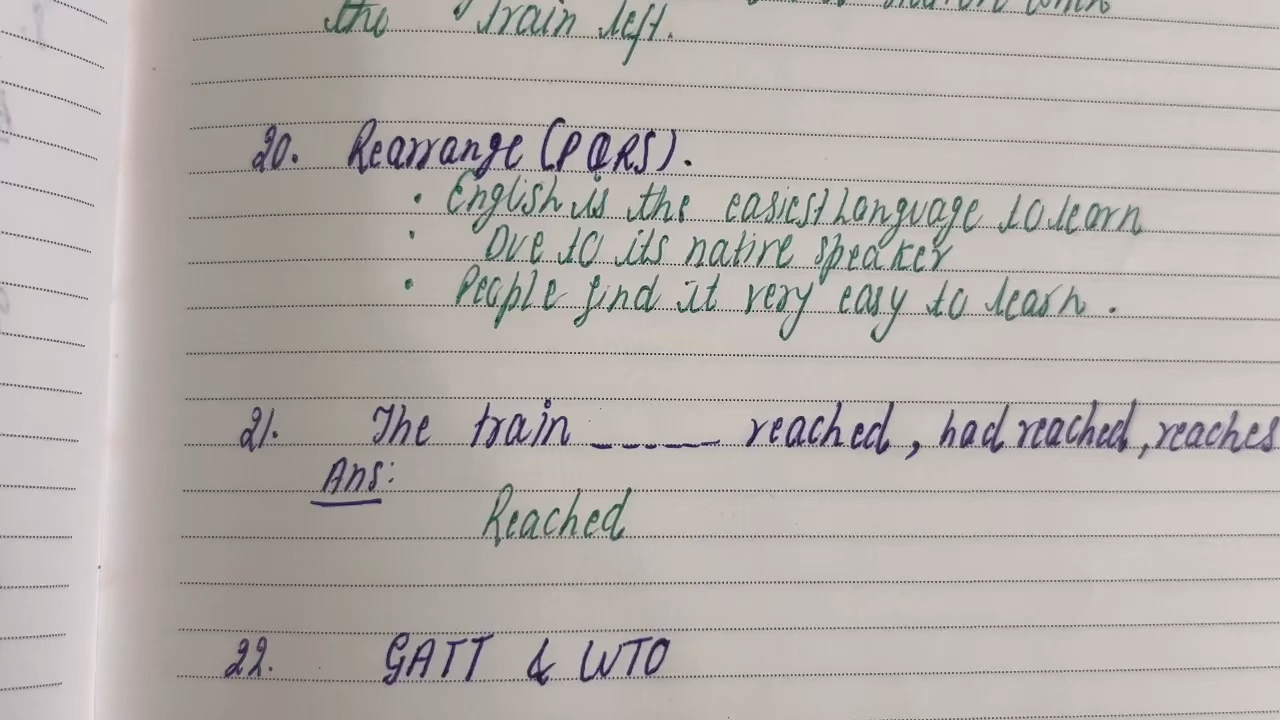 the train left.
20. Rearrange (PQRS).
• English is the easiest language to learn
• Due to its native speaker
• People find it very easy to learn.
21. The train ------ reached, had reached, reaches
Ans:
Reached
22. GATT & WTO